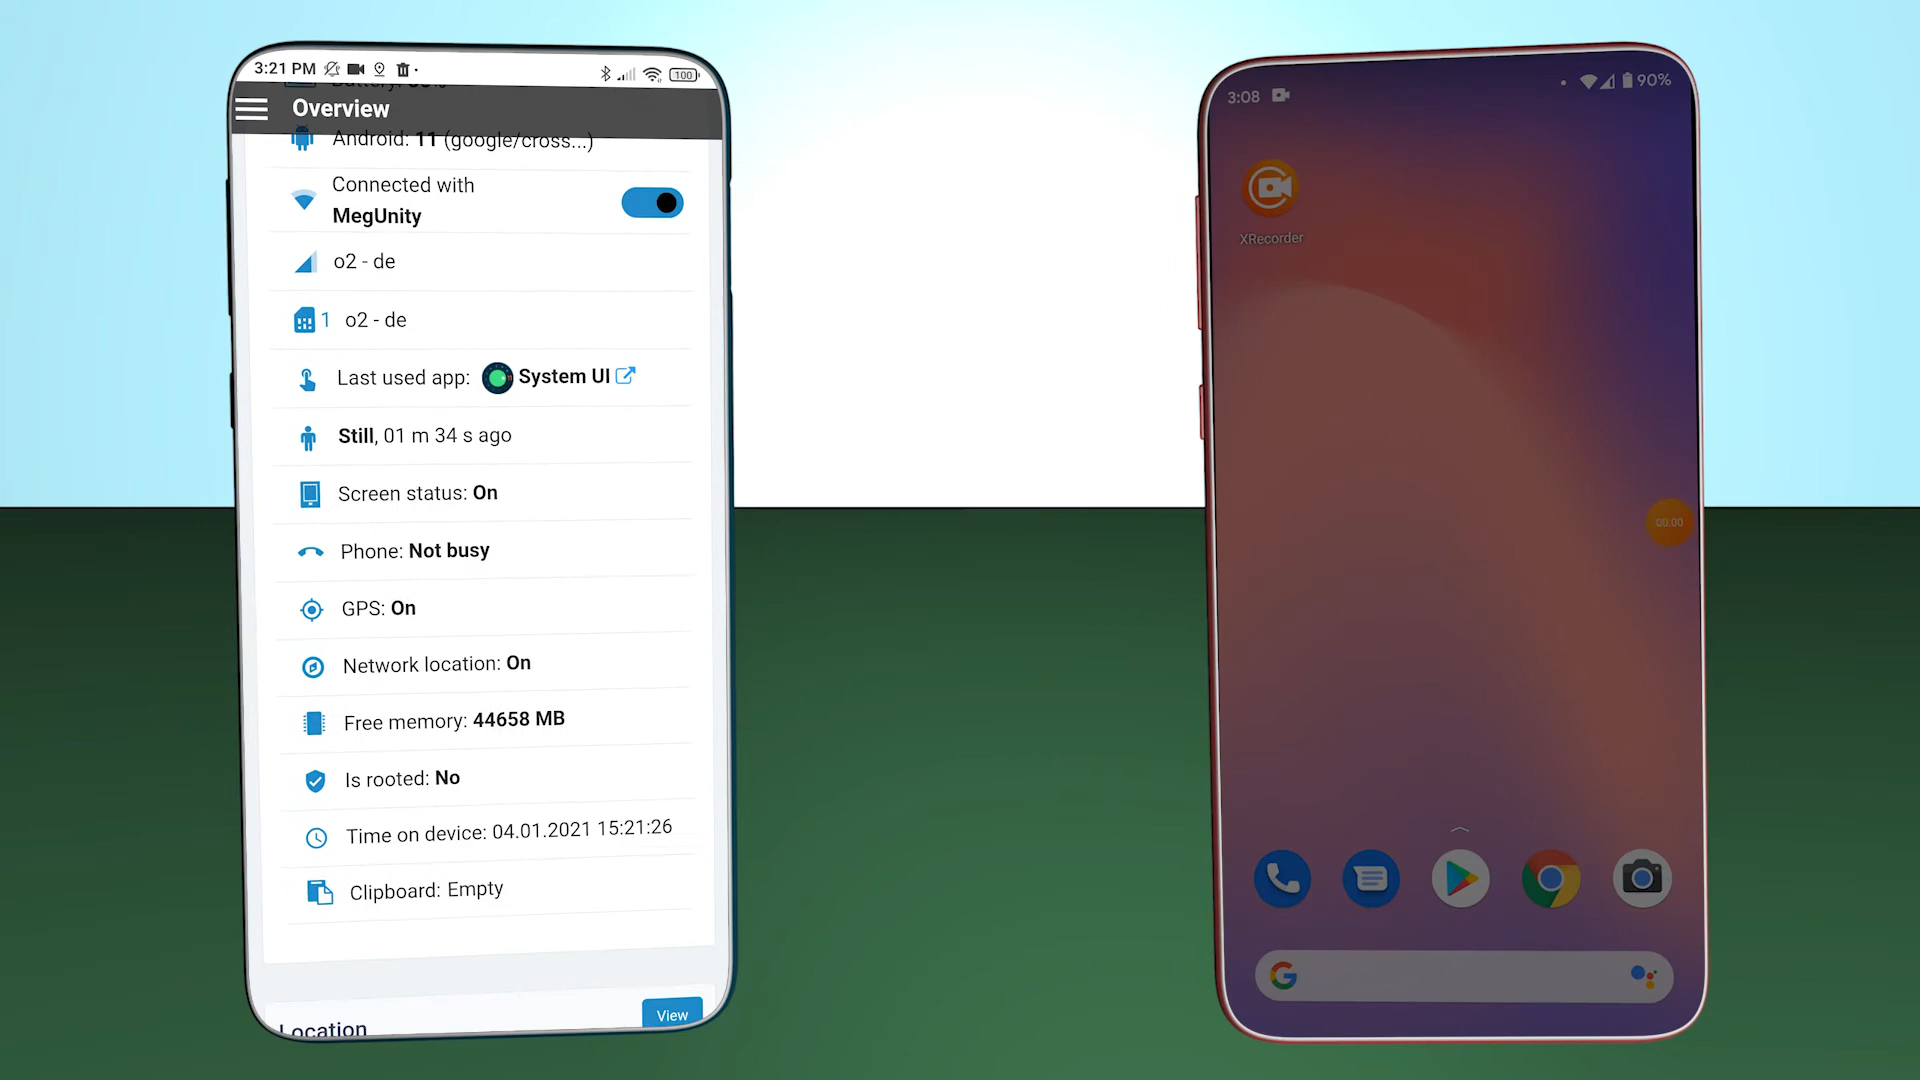 3:21 PM
100
Overview
Android: 11 (google/cross...)
Connected with
MegUnity
o2 - de
1 o2 - de
Last used app: System UI
Still, 01 m 34 s ago
Screen status: On
Phone: Not busy
GPS: On
Network location: On
Free memory: 44658 MB
Is rooted: No
Time on device: 04.01.2021 15:21:26
Clipboard: Empty
Location
View
3:08
90%
XRecorder
00:00
G